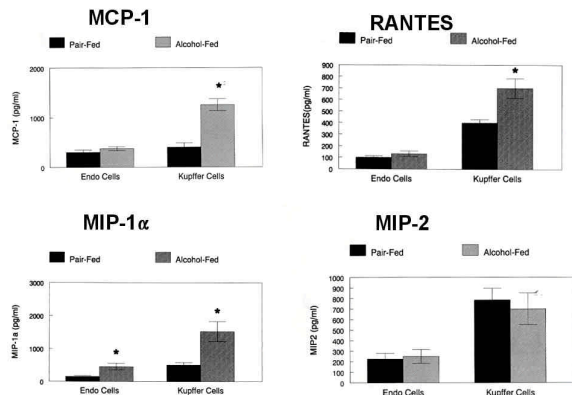 MCP-1
Pair-Fed Alcohol-Fed
2000
1000
0
MCP-1 (pg/ml)
Endo Cells Kupffer Cells
*
RANTES
Pair-Fed Alcohol-Fed
900
800
700
600
500
400
300
200
100
0
RANTES(pg/ml)
Endo Cells Kupffer Cells
*
MIP-1α
Pair-Fed Alcohol-Fed
3000
2000
1000
0
MIP-1a (pg/ml)
Endo Cells Kupffer Cells
*
*
MIP-2
Pair-Fed Alcohol-Fed
1000
900
800
700
600
500
400
300
200
100
0
MIP2 (pg/ml)
Endo Cells Kupffer Cells